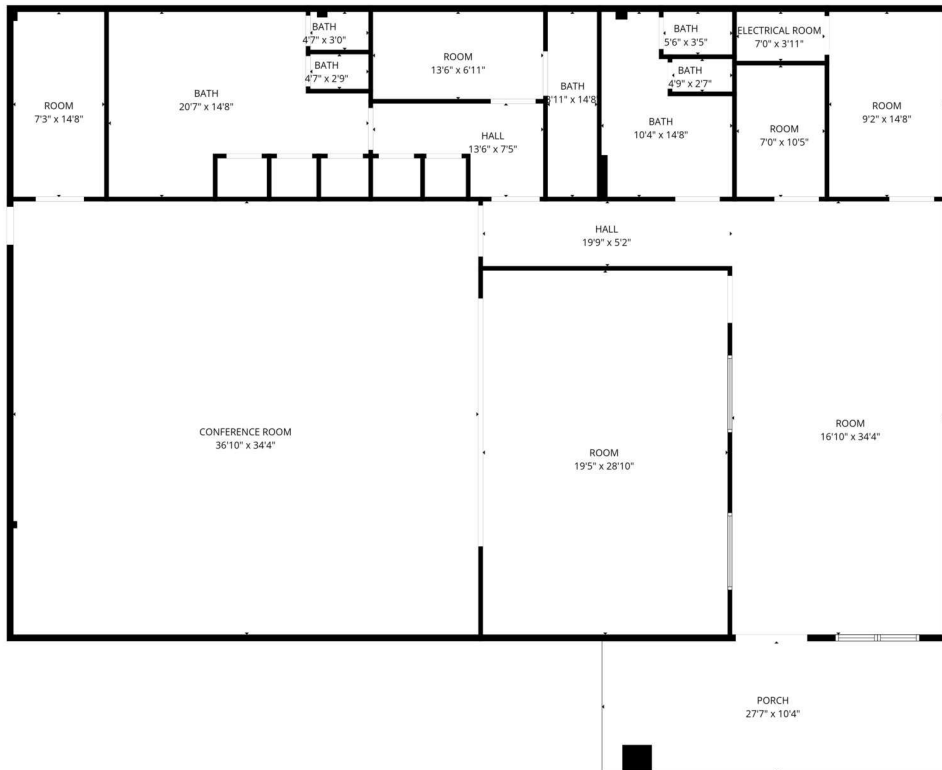 BATH
4'7" x 3'0"
BATH
4'7" x 2'9"
ROOM
7'3" x 14'8"
BATH
20'7" x 14'8"
ROOM
13'6" x 6'11"
HALL
13'6" x 7'5"
BATH
3'11" x 14'8"
BATH
5'6" x 3'5"
BATH
4'9" x 2'7"
BATH
10'4" x 14'8"
ELECTRICAL ROOM
7'0" x 3'11"
ROOM
7'0" x 10'5"
ROOM
9'2" x 14'8"
HALL
19'9" x 5'2"
CONFERENCE ROOM
36'10" x 34'4"
ROOM
19'5" x 28'10"
ROOM
16'10" x 34'4"
PORCH
27'7" x 10'4"